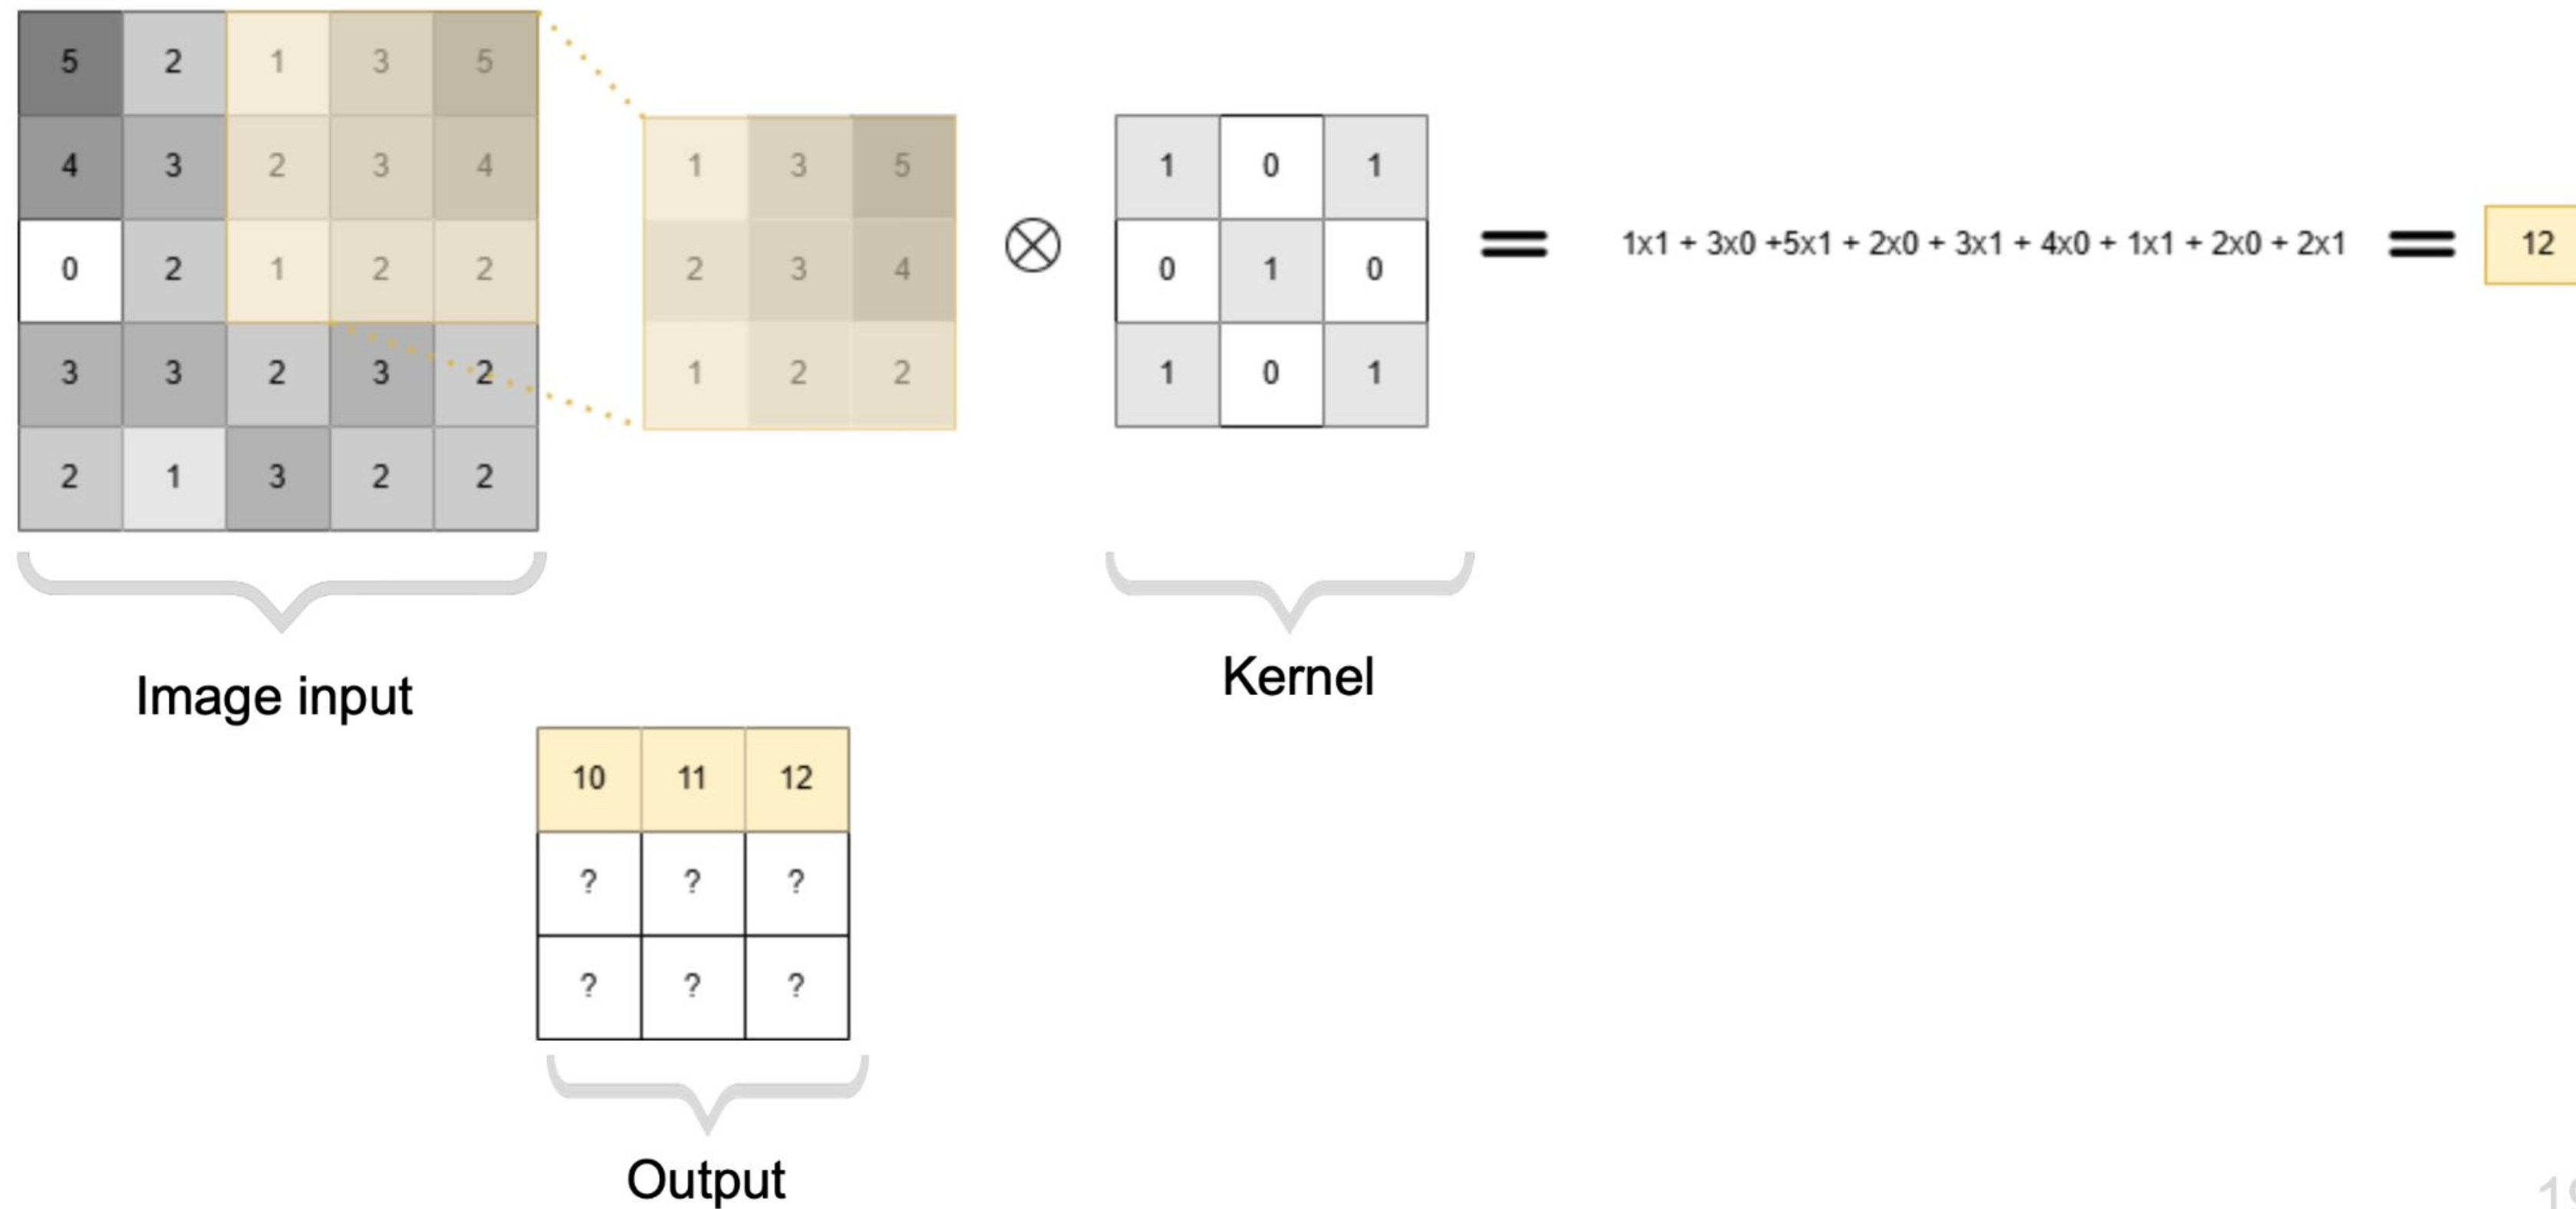 5 2 1 3 5
4 3 2 3 4
0 2 1 2 2
3 3 2 3 2
2 1 3 2 2
1 3 5
2 3 4
1 2 2
1 0 1
0 1 0
1 0 1
1x1 + 3x0 +5x1 + 2x0 + 3x1 + 4x0 + 1x1 + 2x0 + 2x1
12
Image input
Kernel
10 11 12
? ? ?
? ? ?
Output